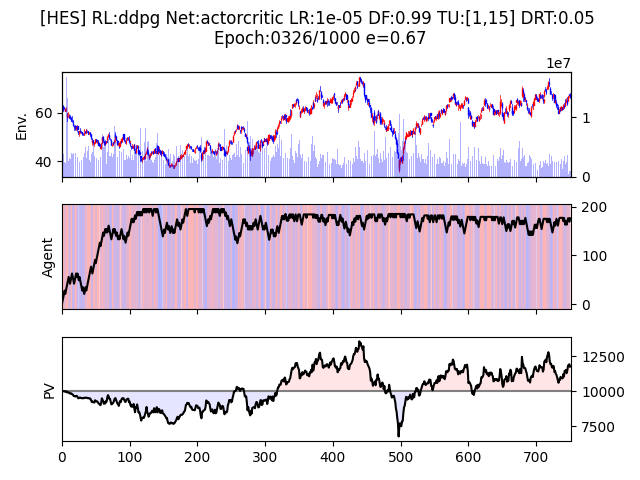 [HES] RL:ddpg Net:actorcritic LR:1e-05 DF:0.99 TU:[1,15] DRT:0.05
Epoch:0326/1000 e=0.67
1e7
Env.
60
40
1
0
Agent
200
100
0
PV
12500
10000
7500
0 100 200 300 400 500 600 700